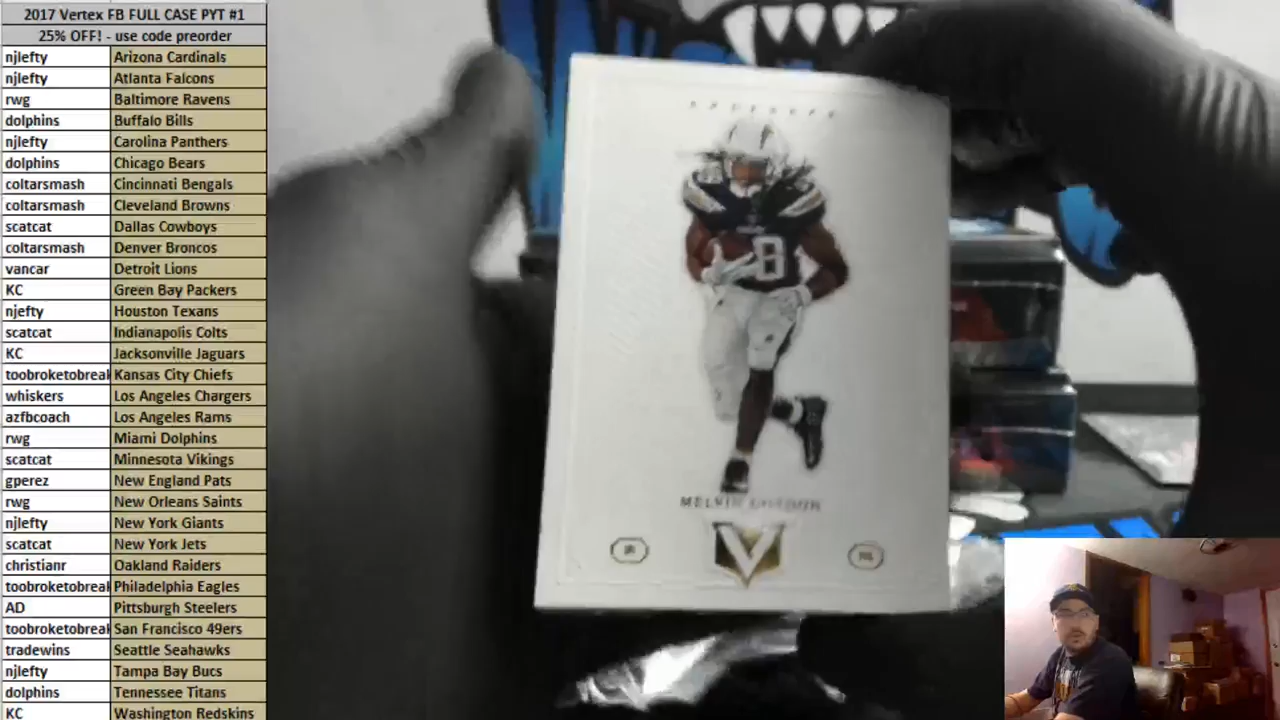 2017 Vertex FB FULL CASE PYT #1
25% OFF! - use code preorder
njlefty Arizona Cardinals
njlefty Atlanta Falcons
rwg Baltimore Ravens
dolphins Buffalo Bills
njlefty Carolina Panthers
dolphins Chicago Bears
coltarsmash Cincinnati Bengals
coltarsmash Cleveland Browns
scatcat Dallas Cowboys
coltarsmash Denver Broncos
vancar Detroit Lions
KC Green Bay Packers
njefty Houston Texans
scatcat Indianapolis Colts
KC Jacksonville Jaguars
toobroketobreak Kansas City Chiefs
whiskers Los Angeles Chargers
azfbcoach Los Angeles Rams
rwg Miami Dolphins
scatcat Minnesota Vikings
gperez New England Pats
rwg New Orleans Saints
njlefty New York Giants
scatcat New York Jets
christianr Oakland Raiders
toobroketobreak Philadelphia Eagles
AD Pittsburgh Steelers
toobroketobreak San Francisco 49ers
tradewins Seattle Seahawks
njlefty Tampa Bay Bucs
dolphins Tennessee Titans
KC Washington Redskins
8
MELVIN GORDON
V